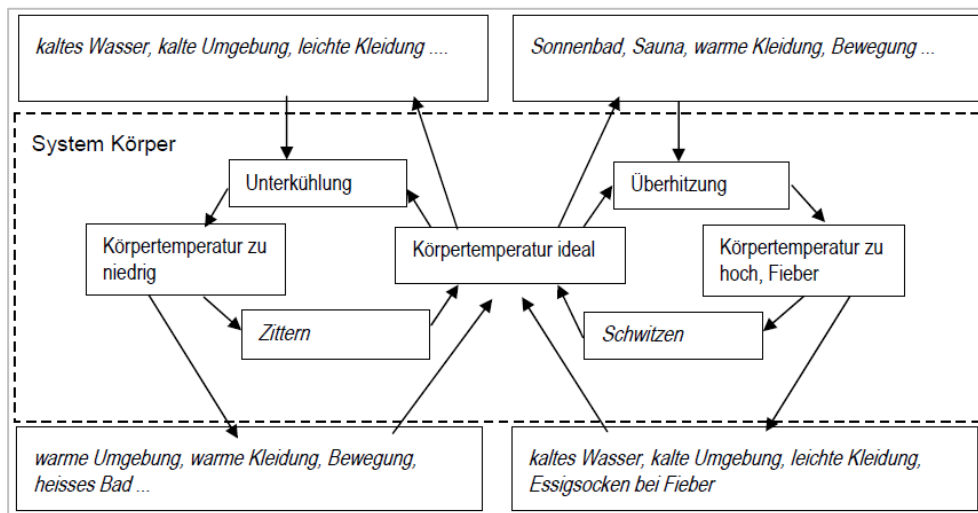 kaltes Wasser, kalte Umgebung, leichte Kleidung ....
Sonnenbad, Sauna, warme Kleidung, Bewegung ...
System Körper
Unterkühlung
Überhitzung
Körpertemperatur zu
niedrig
Körpertemperatur ideal
Körpertemperatur zu
hoch, Fieber
Zittern
Schwitzen
warme Umgebung, warme Kleidung, Bewegung,
heisses Bad ...
kaltes Wasser, kalte Umgebung, leichte Kleidung,
Essigsocken bei Fieber